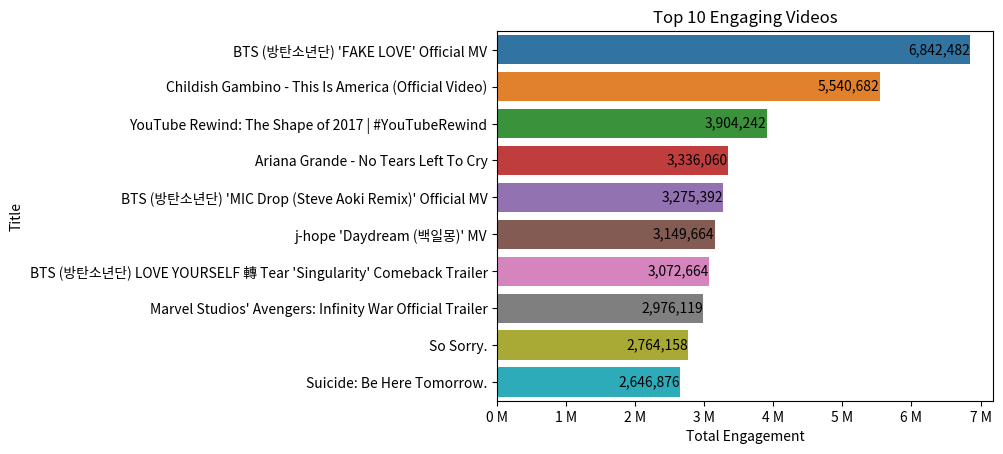 Top 10 Engaging Videos
Title
BTS (방탄소년단) 'FAKE LOVE' Official MV 6,842,482
Childish Gambino - This Is America (Official Video) 5,540,682
YouTube Rewind: The Shape of 2017 | #YouTubeRewind 3,904,242
Ariana Grande - No Tears Left To Cry 3,336,060
BTS (방탄소년단) 'MIC Drop (Steve Aoki Remix)' Official MV 3,275,392
j-hope 'Daydream (백일몽)' MV 3,149,664
BTS (방탄소년단) LOVE YOURSELF 轉 Tear 'Singularity' Comeback Trailer 3,072,664
Marvel Studios' Avengers: Infinity War Official Trailer 2,976,119
So Sorry. 2,764,158
Suicide: Be Here Tomorrow. 2,646,876
0 M 1 M 2 M 3 M 4 M 5 M 6 M 7 M
Total Engagement